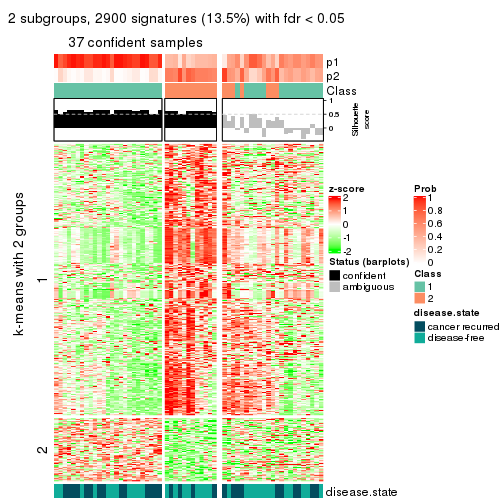 2 subgroups, 2900 signatures (13.5%) with fdr < 0.05
37 confident samples
p1
p2
Class
1
0.5
0
Silhouette
score
k-means with 2 groups
1
2
z-score
2
1
0
-1
-2
Status (barplots)
confident
ambiguous
Prob
1
0.8
0.6
0.4
0.2
0
Class
1
2
disease.state
cancer recurred
disease-free
disease.state